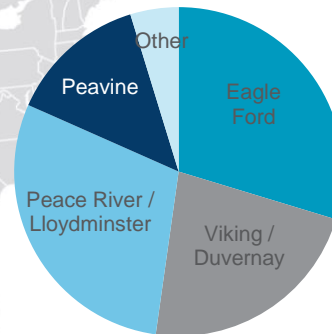 Other
Eagle
Ford
Peavine
Peace River /
Lloydminster
Viking /
Duvernay